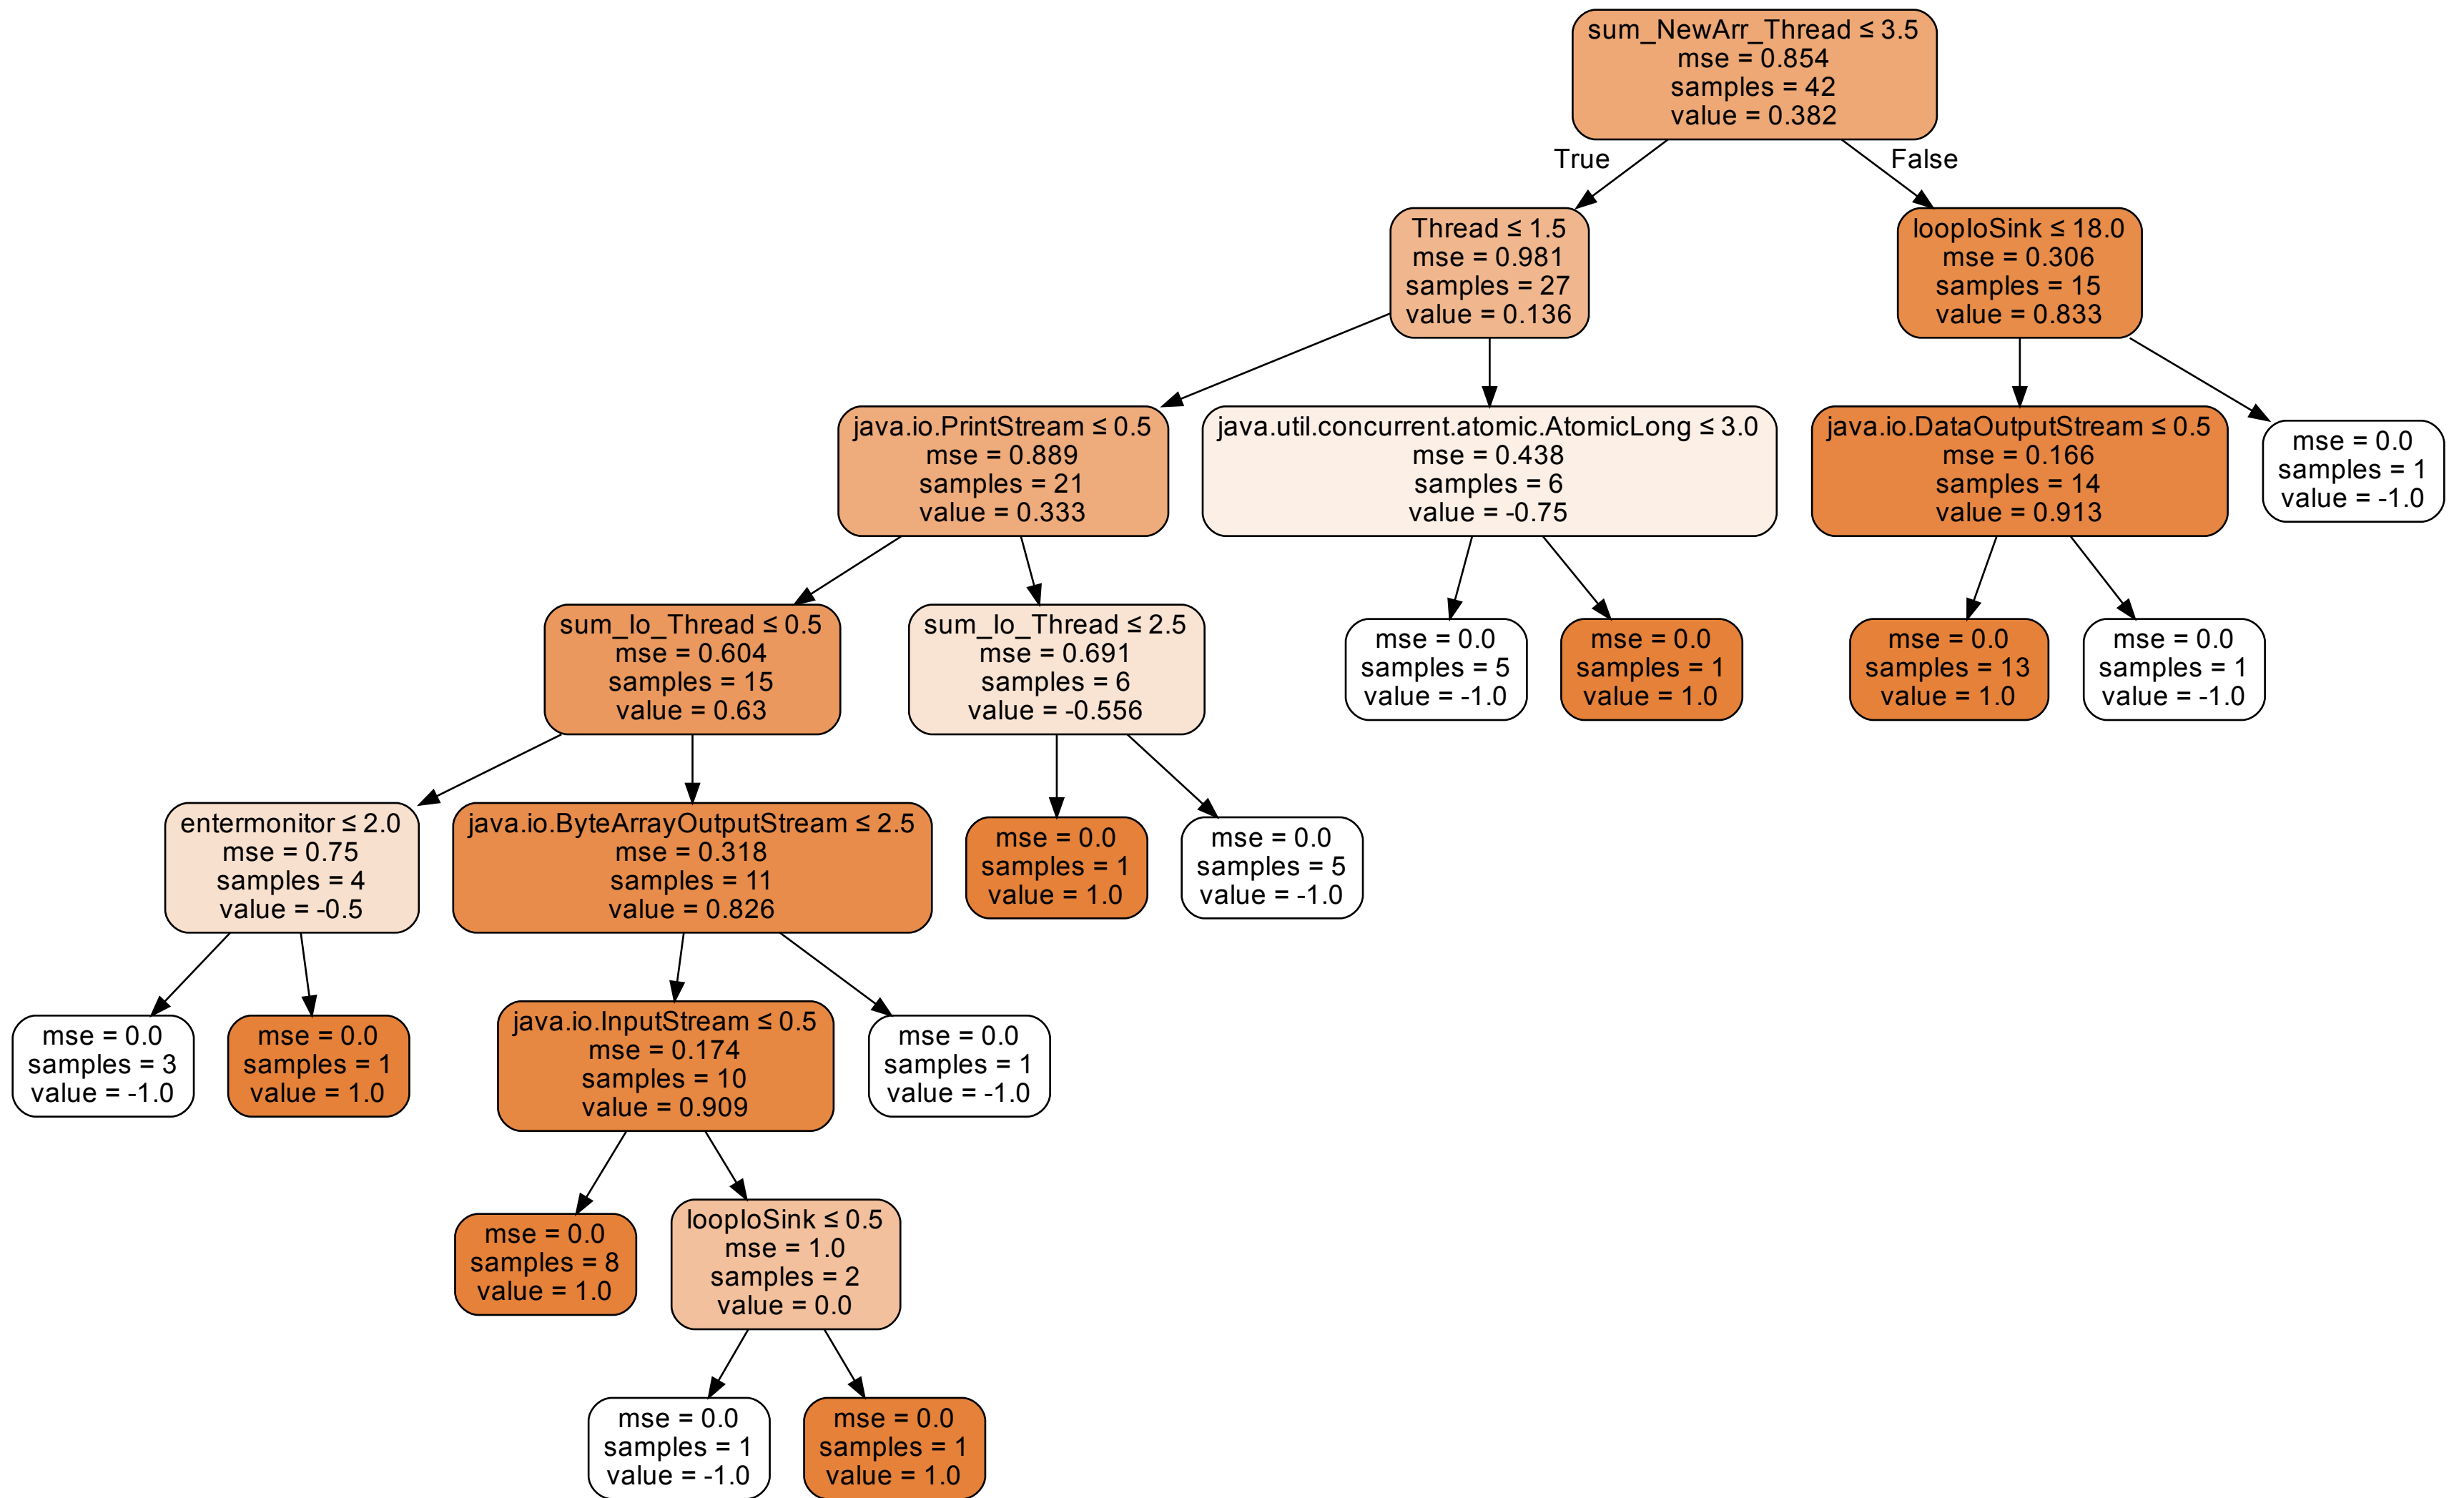 sum_NewArr_Thread ≤ 3.5
mse = 0.854
samples = 42
value = 0.382
True
False
Thread ≤ 1.5
mse = 0.981
samples = 27
value = 0.136
loopIoSink ≤ 18.0
mse = 0.306
samples = 15
value = 0.833
java.io.PrintStream ≤ 0.5
mse = 0.889
samples = 21
value = 0.333
java.util.concurrent.atomic.AtomicLong ≤ 3.0
mse = 0.438
samples = 6
value = -0.75
java.io.DataOutputStream ≤ 0.5
mse = 0.166
samples = 14
value = 0.913
mse = 0.0
samples = 1
value = -1.0
sum_Io_Thread ≤ 0.5
mse = 0.604
samples = 15
value = 0.63
sum_Io_Thread ≤ 2.5
mse = 0.691
samples = 6
value = -0.556
mse = 0.0
samples = 5
value = -1.0
mse = 0.0
samples = 1
value = 1.0
mse = 0.0
samples = 13
value = 1.0
mse = 0.0
samples = 1
value = -1.0
entermonitor ≤ 2.0
mse = 0.75
samples = 4
value = -0.5
java.io.ByteArrayOutputStream ≤ 2.5
mse = 0.318
samples = 11
value = 0.826
mse = 0.0
samples = 1
value = 1.0
mse = 0.0
samples = 5
value = -1.0
mse = 0.0
samples = 3
value = -1.0
mse = 0.0
samples = 1
value = 1.0
java.io.InputStream ≤ 0.5
mse = 0.174
samples = 10
value = 0.909
mse = 0.0
samples = 1
value = -1.0
mse = 0.0
samples = 8
value = 1.0
loopIoSink ≤ 0.5
mse = 1.0
samples = 2
value = 0.0
mse = 0.0
samples = 1
value = -1.0
mse = 0.0
samples = 1
value = 1.0